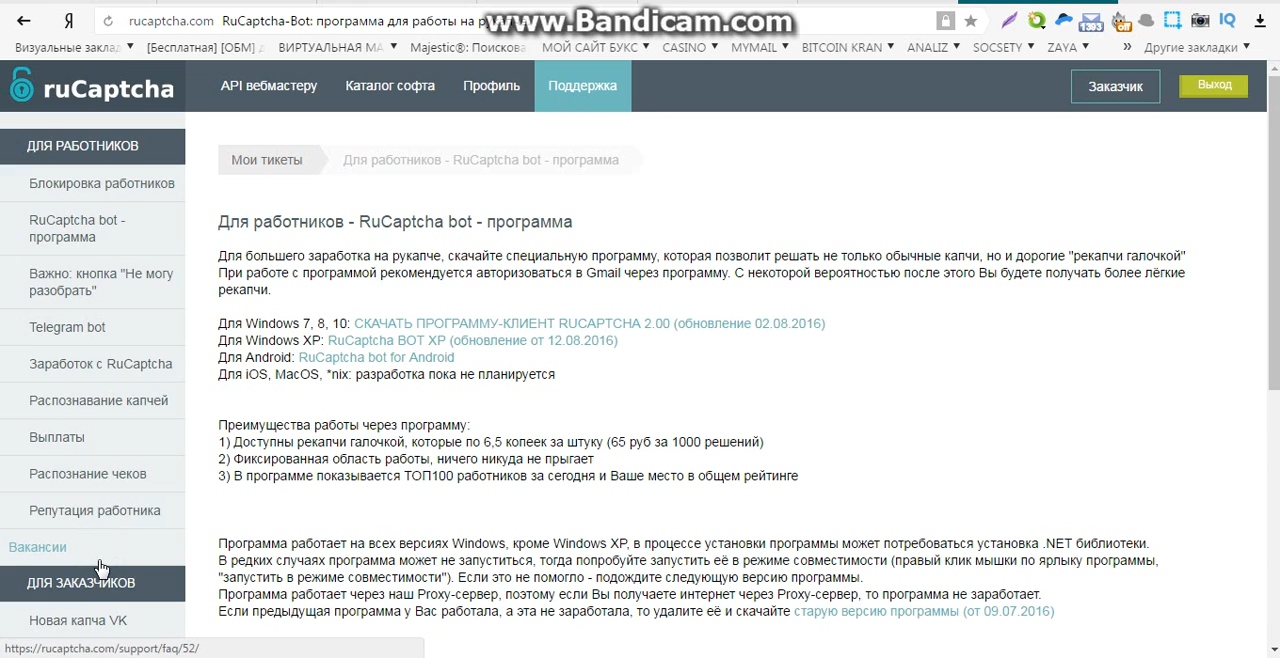 rucaptcha.com RuCaptcha-Bot: программа для работы на
www.Bandicam.com
1393
off
IQ
Визуальные заклад
[Бесплатная] [ОБМ]
ВИРТУАЛЬНАЯ МА
Majestic®: Поискова
МОЙ САЙТ БУКС
CASINO
MYMAIL
BITCOIN KRAN
ANALIZ
SOCSETY
ZAYA
»
Другие закладки
ruCaptcha
API вебмастеру
Каталог софта
Профиль
Поддержка
Заказчик
Выход
ДЛЯ РАБОТНИКОВ
Блокировка работников
RuCaptcha bot -
программа
Важно: кнопка "Не могу
разобрать"
Telegram bot
Заработок с RuCaptcha
Распознавание капчей
Выплаты
Распознание чеков
Репутация работника
Вакансии
ДЛЯ ЗАКАЗЧИКОВ
Новая капча VK
https://rucaptcha.com/support/faq/52/
Мои тикеты
Для работников - RuCaptcha bot - программа
Для работников - RuCaptcha bot - программа
Для большего заработка на рукапче, скачайте специальную программу, которая позволит решать не только обычные капчи, но и дорогие "рекапчи галочкой"
При работе с программой рекомендуется авторизоваться в Gmail через программу. С некоторой вероятностью после этого Вы будете получать более лёгкие
рекапчи.
Для Windows 7, 8, 10: СКАЧАТЬ ПРОГРАММУ-КЛИЕНТ RUCAPTCHA 2.00 (обновление 02.08.2016)
Для Windows XP: RuCaptcha BOT XP (обновление от 12.08.2016)
Для Android: RuCaptcha bot for Android
Для iOS, MacOS, *nix: разработка пока не планируется
Преимущества работы через программу:
1) Доступны рекапчи галочкой, которые по 6,5 копеек за штуку (65 руб за 1000 решений)
2) Фиксированная область работы, ничего никуда не прыгает
3) В программе показывается ТОП100 работников за сегодня и Ваше место в общем рейтинге
Программа работает на всех версиях Windows, кроме Windows XP, в процессе установки программы может потребоваться установка .NET библиотеки.
В редких случаях программа может не запуститься, тогда попробуйте запустить её в режиме совместимости (правый клик мышки по ярлыку программы,
"запустить в режиме совместимости"). Если это не помогло - подождите следующую версию программы.
Программа работает через наш Proxy-сервер, поэтому если Вы получаете интернет через Proxy-сервер, то программа не заработает.
Если предыдущая программа у Вас работала, а эта не заработала, то удалите её и скачайте старую версию программы (от 09.07.2016)